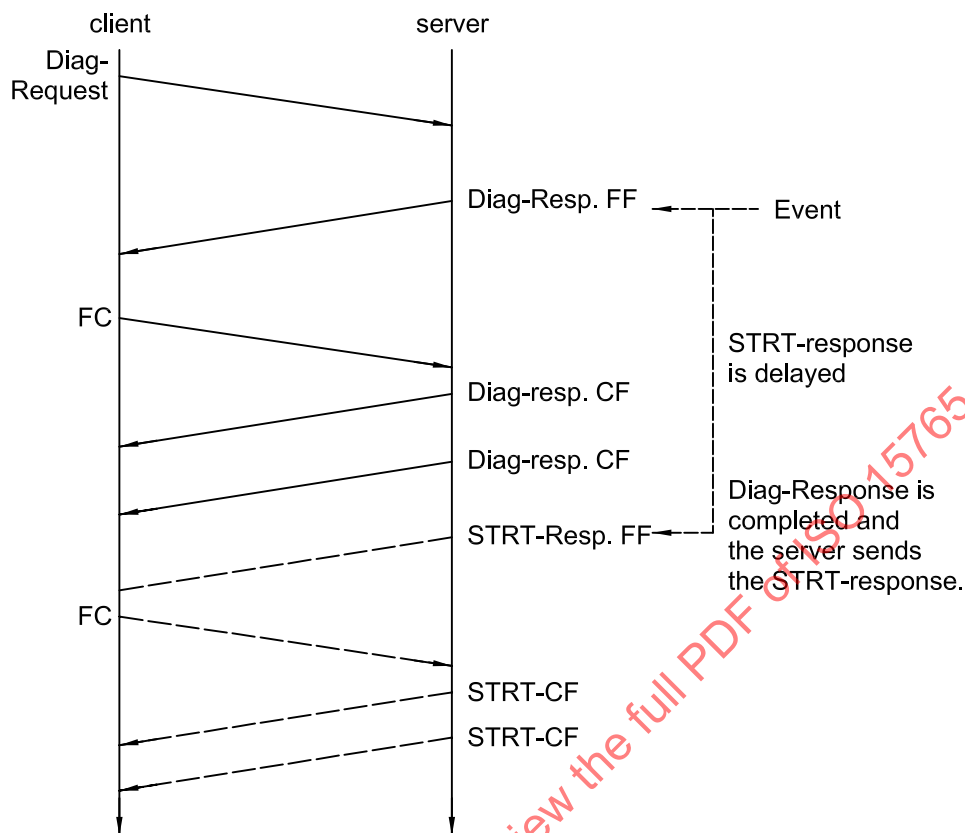 client
server
Diag-
Request
Diag-Resp. FF
Event
FC
STRT-response
is delayed
Diag-resp. CF
Diag-resp. CF
Diag-Response is
completed and
the server sends
the STRT-response.
STRT-Resp. FF
FC
STRT-CF
STRT-CF
view the full PDF of ISO 15765